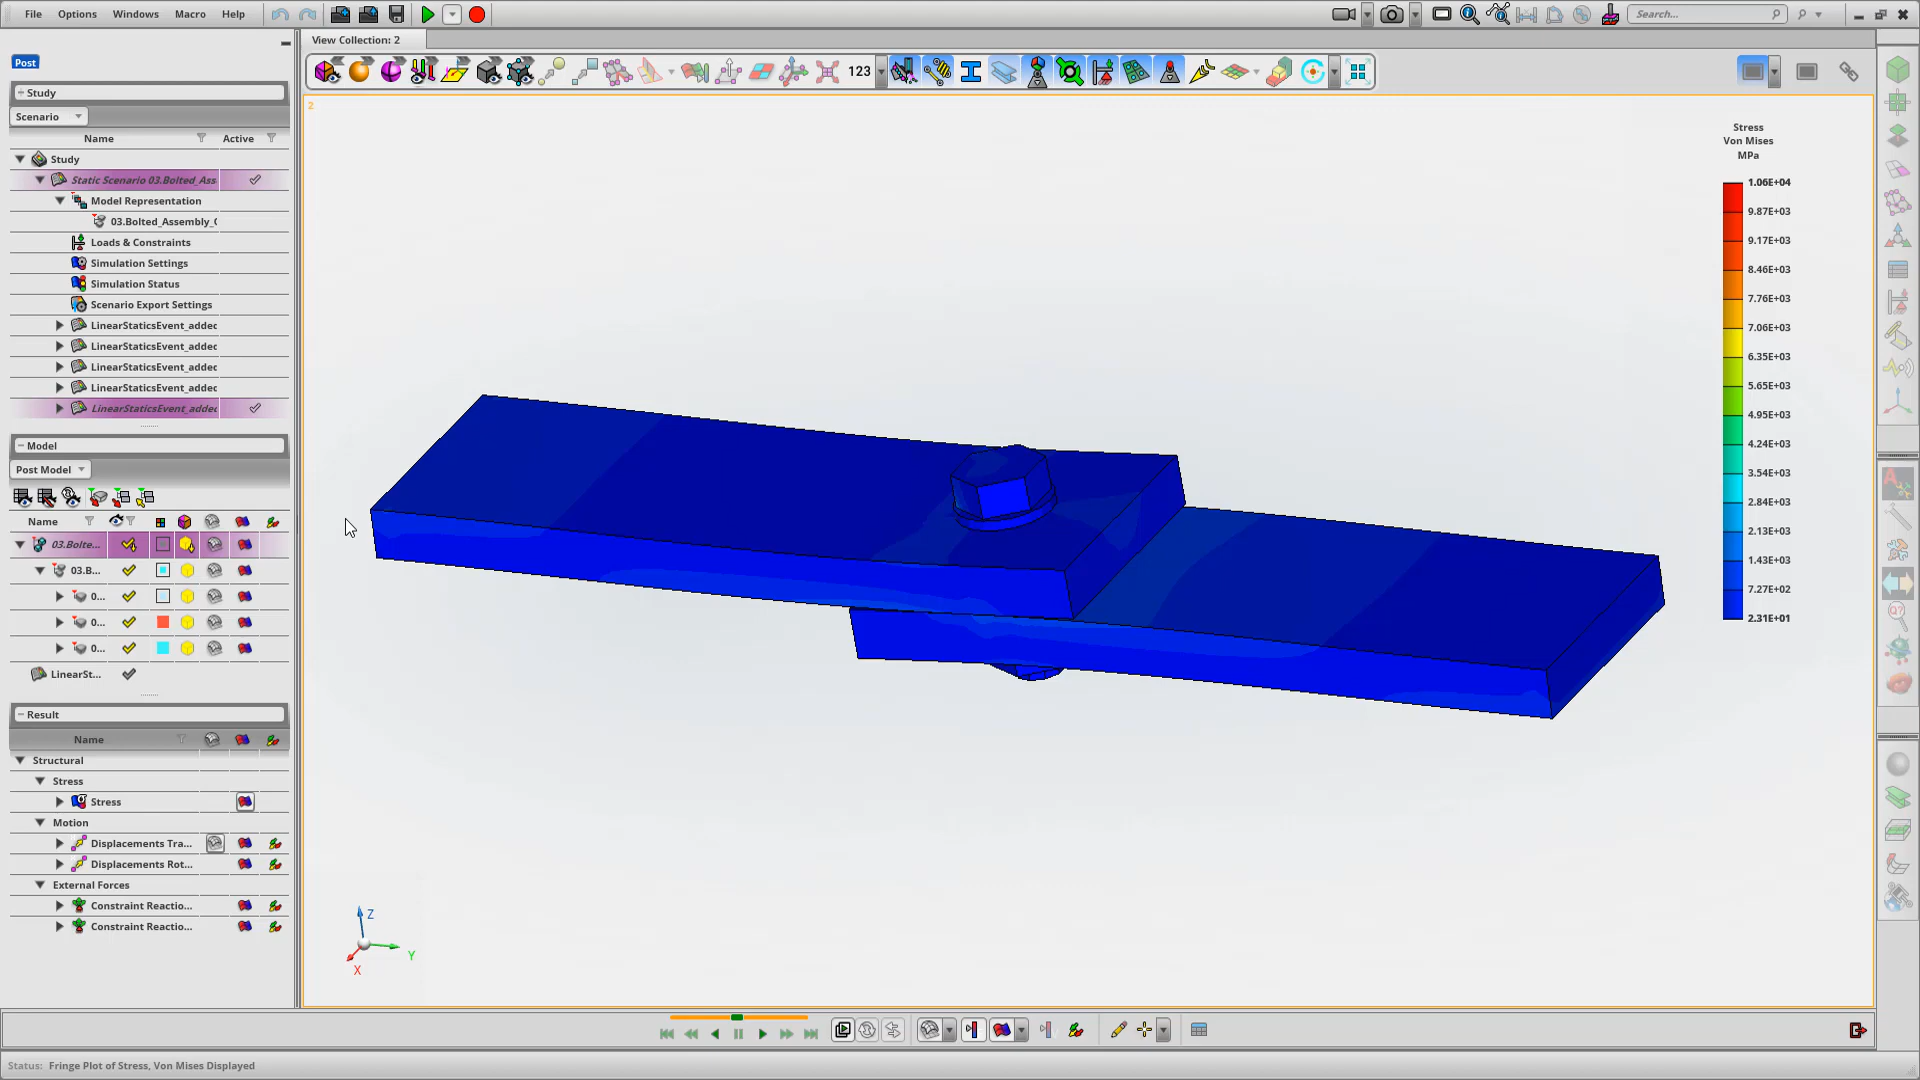 File Options Windows Macro Help
Search...
View Collection: 2
Post
123
Study
Scenario
Name Active
Study
Static Scenario 03.Bolted_Ass
Model Representation
03.Bolted_Assembly_
Loads & Constraints
Simulation Settings
Simulation Status
Scenario Export Settings
LinearStaticsEvent_added
LinearStaticsEvent_added
LinearStaticsEvent_added
LinearStaticsEvent_added
LinearStaticsEvent_added
Model
Post Model
Name
03.Bolte...
03.B...
0...
0...
0...
LinearSt...
Result
Name
Structural
Stress
Stress
Motion
Displacements Tra...
Displacements Rot...
External Forces
Constraint Reactio...
Constraint Reactio...
2
Stress
Von Mises
MPa
1.06E+04
9.87E+03
9.17E+03
8.46E+03
7.76E+03
7.06E+03
6.35E+03
5.65E+03
4.95E+03
4.24E+03
3.54E+03
2.84E+03
2.13E+03
1.43E+03
7.27E+02
2.31E+01
Z
Y
X
Status: Fringe Plot of Stress, Von Mises Displayed